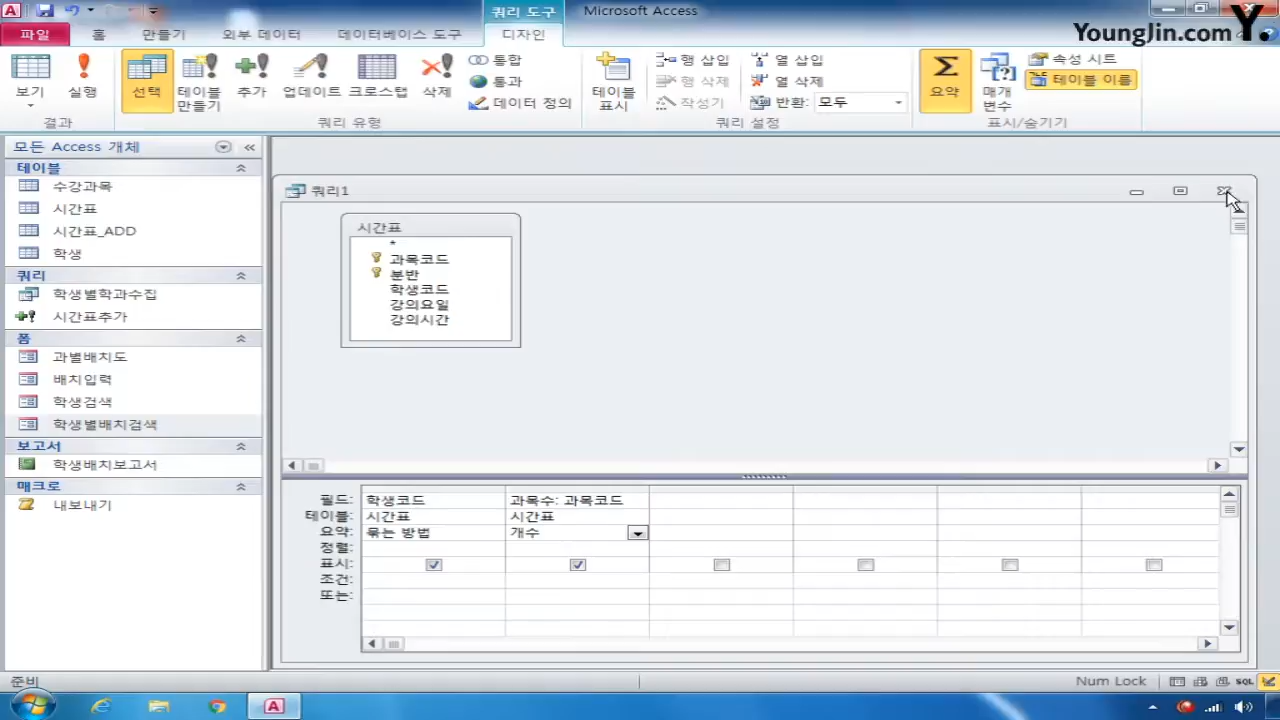 쿼리 도구
Microsoft Access
YoungJin.com Y.
파일
홈
만들기
외부 데이터
데이터베이스 도구
디자인
보기
실행
선택
테이블 만들기
추가
업데이트
크로스탭
삭제
통합
통과
데이터 정의
테이블 표시
행 삽입
행 삭제
작성기
열 삽입
열 삭제
반환: 모두
요약
매개 변수
속성 시트
테이블 이름
결과
쿼리 유형
쿼리 설정
표시/숨기기
모든 Access 개체
테이블
수강과목
시간표
시간표_ADD
학생
쿼리
학생별학과수집
시간표추가
폼
과별배치도
배치입력
학생검색
학생별배치검색
보고서
학생배치보고서
매크로
내보내기
쿼리1
시간표
*
과목코드
분반
학생코드
강의요일
강의시간
필드: 학생코드 과목수: 과목코드
테이블: 시간표 시간표
요약: 묶는 방법 개수
정렬:
표시:
조건:
또는:
준비
Num Lock
SQL